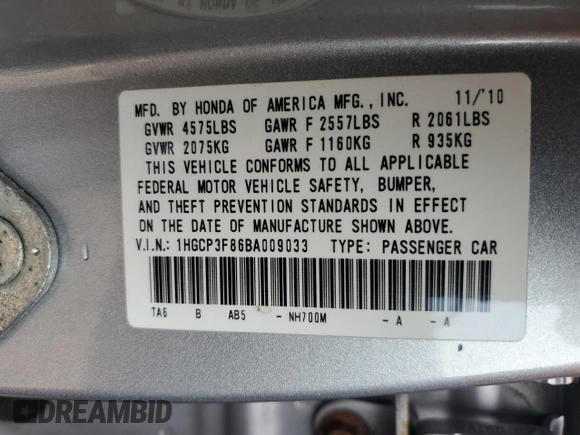 MFD. BY HONDA OF AMERICA MFG., INC. 11/'10
GVWR 4575LBS GAWR F 2557LBS R 2061LBS
GVWR 2075KG GAWR F 1160KG R 935KG
THIS VEHICLE CONFORMS TO ALL APPLICABLE
FEDERAL MOTOR VEHICLE SAFETY, BUMPER,
AND THEFT PREVENTION STANDARDS IN EFFECT
ON THE DATE OF MANUFACTURE SHOWN ABOVE.
V.I.N.: 1HGCP3F86BA009033 TYPE: PASSENGER CAR
TA6 B AB5 - NH700M - A - A
DREAMBID